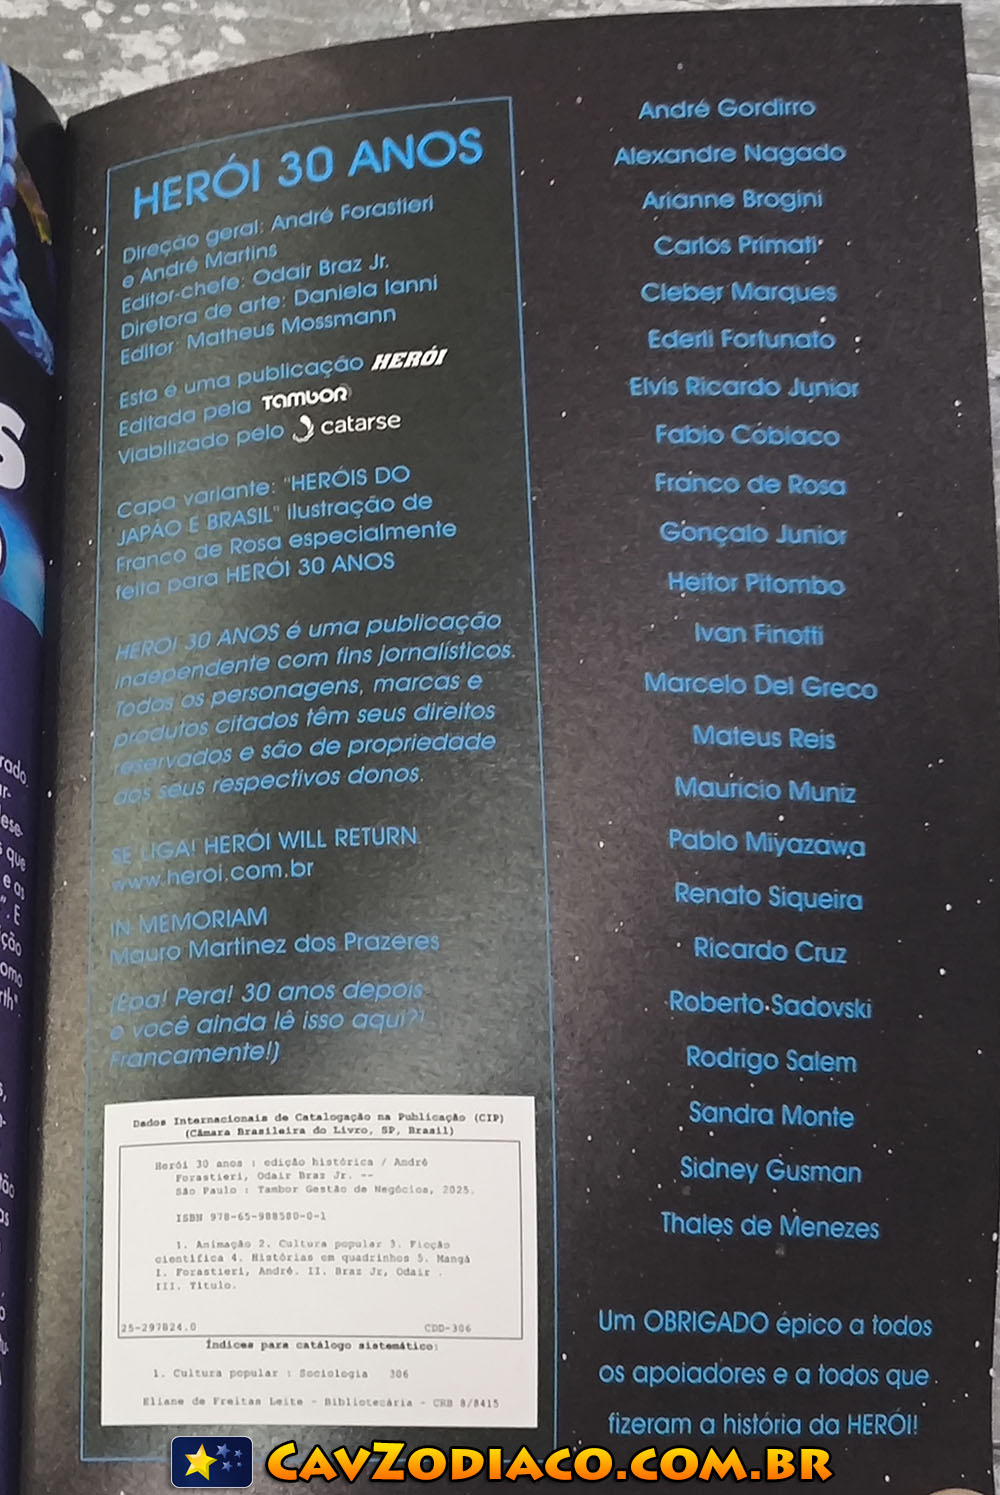 HERÓI 30 ANOS
Direção geral: André Forastieri
e André Martins
Editor-chefe: Odair Braz Jr.
Diretora de arte: Daniela Ianni
Editor: Matheus Mossmann
Esta é uma publicação HERÓI
Editada pela TAMBOR
Viabilizado pelo catarse
Capa variante: "HERÓIS DO
JAPÃO E BRASIL" ilustração de
Franco de Rosa especialmente
feita para HERÓI 30 ANOS
HEROI 30 ANOS é uma publicação
independente com fins jornalísticos.
Todos os personagens, marcas e
produtos citados têm seus direitos
reservados e são de propriedade
dos seus respectivos donos.
SE LIGA! HERÓI WILL RETURN
www.heroi.com.br
IN MEMORIAM
Mauro Martinez dos Prazeres
(Epa! Pera! 30 anos depois
e você ainda lê isso aqui?!
Francamente!)
Dados Internacionais de Catalogação na Publicação (CIP)
(Câmara Brasileira do Livro, SP, Brasil)
Herói 30 anos : edição histórica / André
Forastieri, Odair Braz Jr. --
São Paulo : Tambor Gestão de Negócios, 2025.
ISBN 978-65-988580-0-1
1. Animação 2. Cultura popular 3. Ficção
científica 4. Histórias em quadrinhos 5. Mangá
I. Forastieri, André. II. Braz Jr, Odair .
III. Título.
25-297824.0 CDD-306
Índices para catálogo sistemático:
1. Cultura popular : Sociologia 306
Eliane de Freitas Leite - Bibliotecária - CRB 8/8415
André Gordirro
Alexandre Nagado
Arianne Brogini
Carlos Primati
Cleber Marques
Ederli Fortunato
Elvis Ricardo Junior
Fabio Cobiaco
Franco de Rosa
Gonçalo Junior
Heitor Pitombo
Ivan Finotti
Marcelo Del Greco
Mateus Reis
Mauricio Muniz
Pablo Miyazawa
Renato Siqueira
Ricardo Cruz
Roberto Sadovski
Rodrigo Salem
Sandra Monte
Sidney Gusman
Thales de Menezes
Um OBRIGADO épico a todos
os apoiadores e a todos que
fizeram a história da HERÓI!
CAVZODIACO.COM.BR